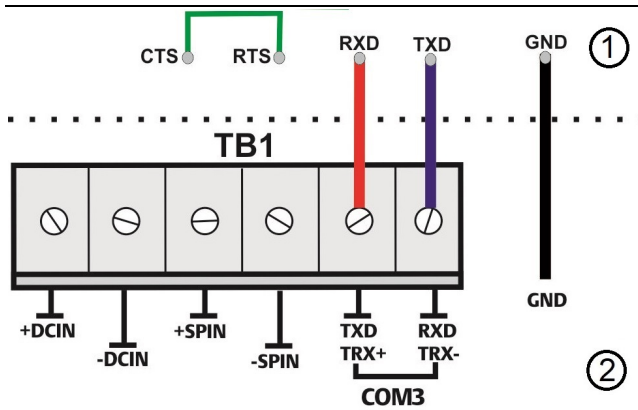 CTS RTS RXD TXD GND 1
TB1
+DCIN -DCIN +SPIN -SPIN TXD RXD GND
TRX+ TRX-
COM3
2